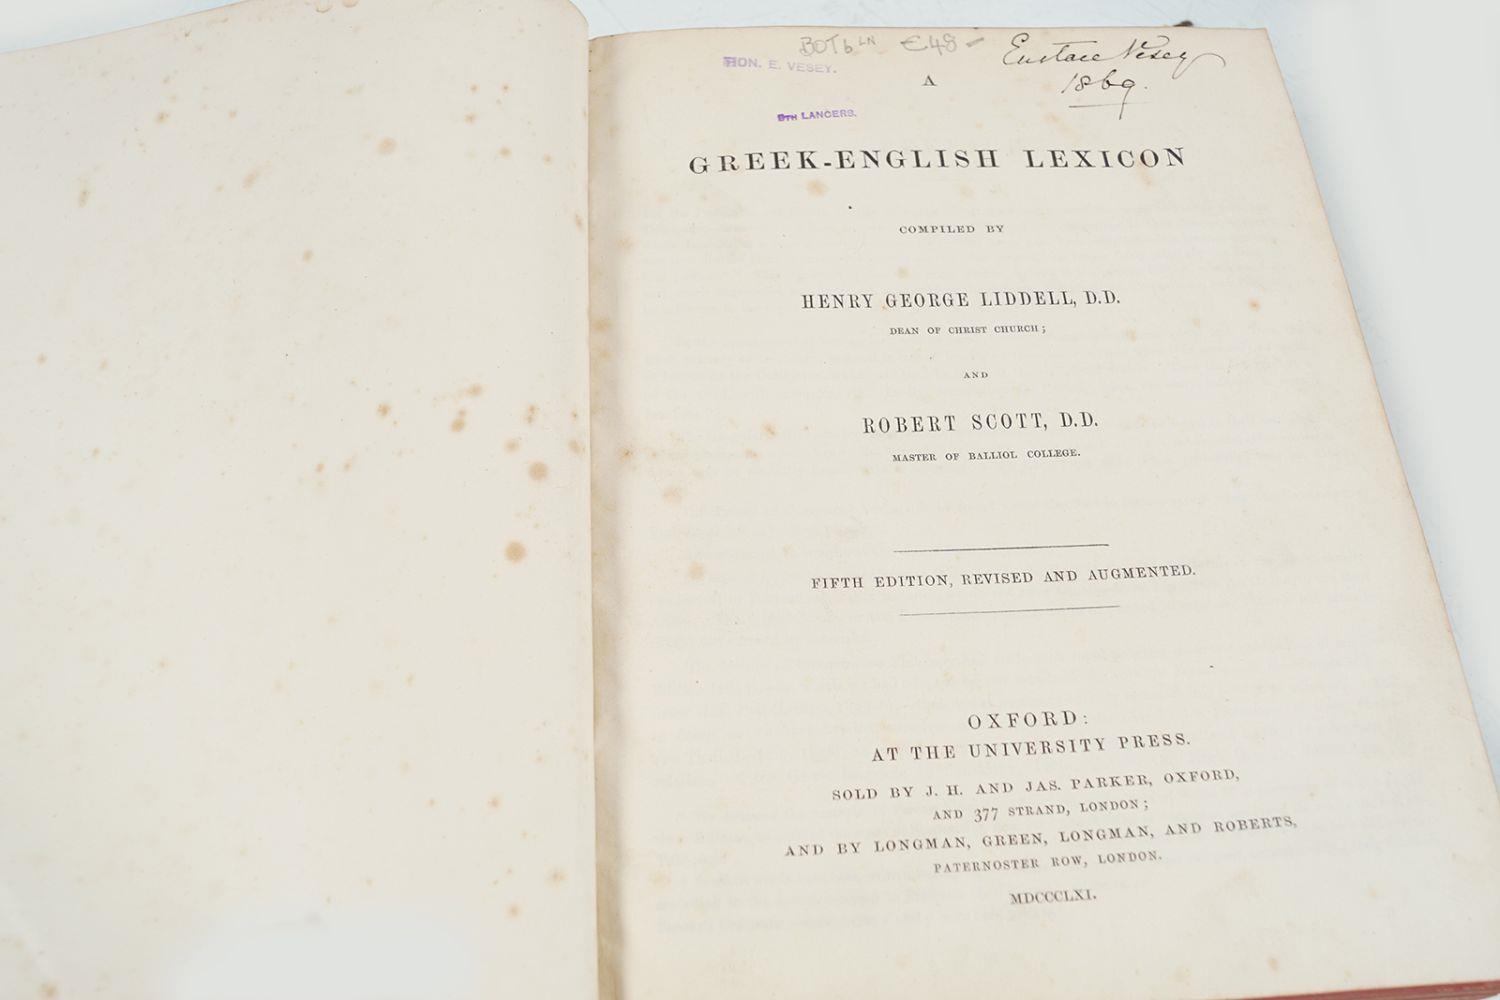 BOT 6 LN €48-
Eustace Vesey
1869.
HON. E. VESEY.
9TH LANCERS.
A
GREEK-ENGLISH LEXICON
COMPILED BY
HENRY GEORGE LIDDELL, D.D.
DEAN OF CHRIST CHURCH;
AND
ROBERT SCOTT, D.D.
MASTER OF BALLIOL COLLEGE.
FIFTH EDITION, REVISED AND AUGMENTED.
OXFORD:
AT THE UNIVERSITY PRESS.
SOLD BY J. H. AND JAS. PARKER, OXFORD,
AND 377 STRAND, LONDON;
AND BY LONGMAN, GREEN, LONGMAN, AND ROBERTS,
PATERNOSTER ROW, LONDON.
MDCCCLXI.